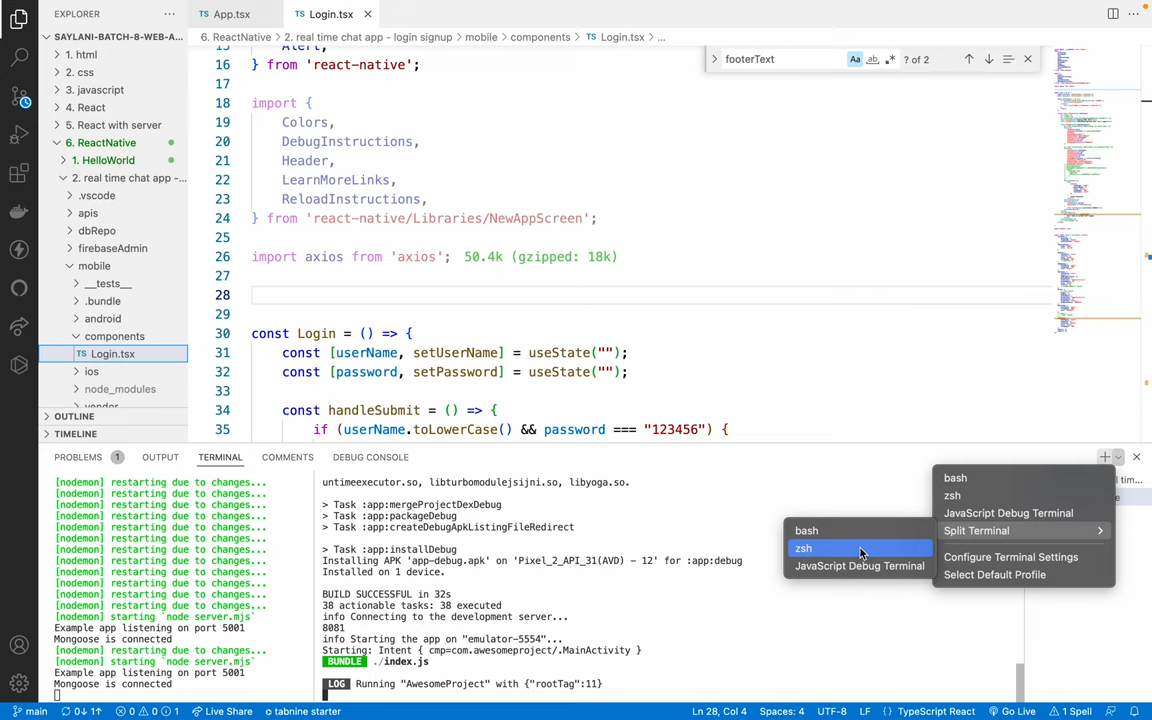 EXPLORER
SAYLANI-BATCH-8-WEB-A...
1. html
2. css
3. javascript
4. React
5. React with server
6. ReactNative
1. HelloWorld
2. real time chat app - ...
.vscode
apis
dbRepo
firebaseAdmin
mobile
__tests__
.bundle
android
components
TS Login.tsx
ios
node_modules
vendor
OUTLINE
TIMELINE
TS App.tsx
TS Login.tsx
6. ReactNative > 2. real time chat app - login signup > mobile > components > TS Login.tsx > ...
footerText Aa ab, .* ? of 2
15 Alert,
16 } from 'react-native';
17
18 import {
19 Colors,
20 DebugInstructions,
21 Header,
22 LearnMoreLinks,
23 ReloadInstructions,
24 } from 'react-native/Libraries/NewAppScreen';
25
26 import axios from 'axios'; 50.4k (gzipped: 18k)
27
28
29
30 const Login = () => {
31 const [userName, setUserName] = useState("");
32 const [password, setPassword] = useState("");
33
34 const handleSubmit = () => {
35 if (userName.toLowerCase() && password === "123456") {
PROBLEMS 1 OUTPUT TERMINAL COMMENTS DEBUG CONSOLE
[nodemon] restarting due to changes...
[nodemon] restarting due to changes...
[nodemon] restarting due to changes...
[nodemon] restarting due to changes...
[nodemon] restarting due to changes...
[nodemon] restarting due to changes...
[nodemon] restarting due to changes...
[nodemon] restarting due to changes...
[nodemon] restarting due to changes...
[nodemon] restarting due to changes...
[nodemon] restarting due to changes...
[nodemon] restarting due to changes...
[nodemon] starting `node server.mjs`
Example app listening on port 5001
Mongoose is connected
[nodemon] restarting due to changes...
[nodemon] starting `node server.mjs`
Example app listening on port 5001
Mongoose is connected
untimeexecutor.so, libturbomodulejsijni.so, libyoga.so.
> Task :app:mergeProjectDexDebug
> Task :app:packageDebug
> Task :app:createDebugApkListingFileRedirect
> Task :app:installDebug
Installing APK 'app-debug.apk' on 'Pixel_2_API_31(AVD) - 12' for :app:debug
Installed on 1 device.
BUILD SUCCESSFUL in 32s
38 actionable tasks: 38 executed
info Connecting to the development server...
8081
info Starting the app on "emulator-5554"...
Starting: Intent { cmp=com.awesomeproject/.MainActivity }
BUNDLE ./index.js
LOG Running "AwesomeProject" with {"rootTag":11}
bash
zsh
JavaScript Debug Terminal
bash
zsh
JavaScript Debug Terminal
Split Terminal
Configure Terminal Settings
Select Default Profile
main 0↓ 1↑ 0 0 1 Live Share tabnine starter Ln 28, Col 4 Spaces: 4 UTF-8 LF {} TypeScript React Go Live 1 Spell